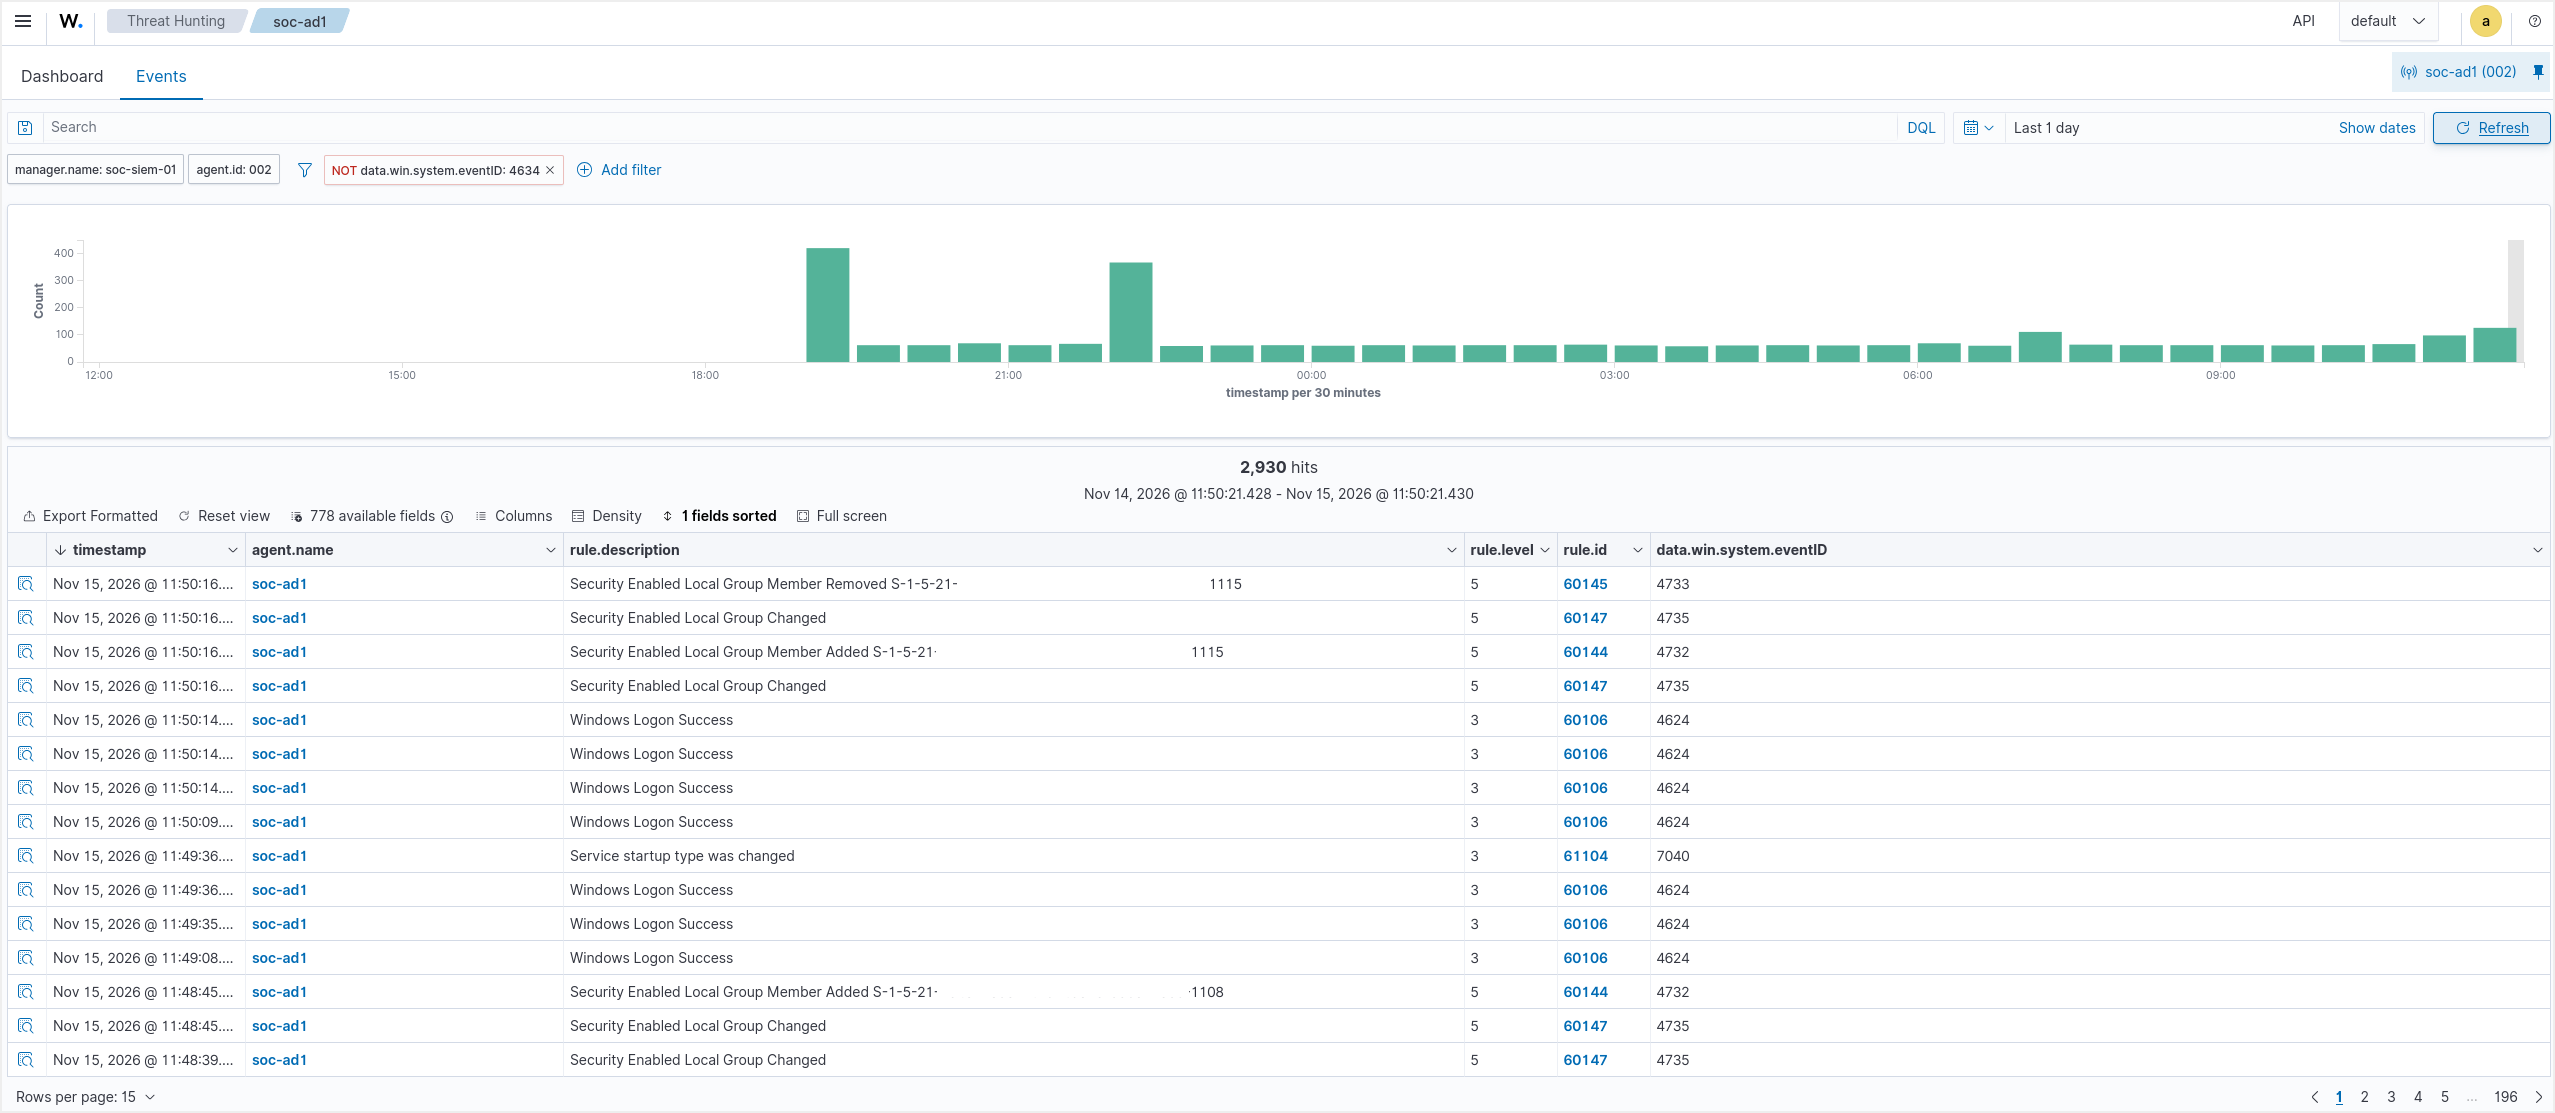 W. Threat Hunting soc-ad1 API default a
Dashboard Events soc-ad1 (002)
Search DQL Last 1 day Show dates Refresh
manager.name: soc-siem-01 agent.id: 002 NOT data.win.system.eventID: 4634 × Add filter
Count
400
300
200
100
0
12:00 15:00 18:00 21:00 00:00 03:00 06:00 09:00
timestamp per 30 minutes
2,930 hits
Nov 14, 2026 @ 11:50:21.428 - Nov 15, 2026 @ 11:50:21.430
Export Formatted Reset view 778 available fields Columns Density 1 fields sorted Full screen
timestamp agent.name rule.description rule.level rule.id data.win.system.eventID
Nov 15, 2026 @ 11:50:16.... soc-ad1 Security Enabled Local Group Member Removed S-1-5-21- 1115 5 60145 4733
Nov 15, 2026 @ 11:50:16.... soc-ad1 Security Enabled Local Group Changed 5 60147 4735
Nov 15, 2026 @ 11:50:16.... soc-ad1 Security Enabled Local Group Member Added S-1-5-21- 1115 5 60144 4732
Nov 15, 2026 @ 11:50:16.... soc-ad1 Security Enabled Local Group Changed 5 60147 4735
Nov 15, 2026 @ 11:50:14.... soc-ad1 Windows Logon Success 3 60106 4624
Nov 15, 2026 @ 11:50:14.... soc-ad1 Windows Logon Success 3 60106 4624
Nov 15, 2026 @ 11:50:14.... soc-ad1 Windows Logon Success 3 60106 4624
Nov 15, 2026 @ 11:50:09.... soc-ad1 Windows Logon Success 3 60106 4624
Nov 15, 2026 @ 11:49:36.... soc-ad1 Service startup type was changed 3 61104 7040
Nov 15, 2026 @ 11:49:36.... soc-ad1 Windows Logon Success 3 60106 4624
Nov 15, 2026 @ 11:49:35.... soc-ad1 Windows Logon Success 3 60106 4624
Nov 15, 2026 @ 11:49:08.... soc-ad1 Windows Logon Success 3 60106 4624
Nov 15, 2026 @ 11:48:45.... soc-ad1 Security Enabled Local Group Member Added S-1-5-21- -1108 5 60144 4732
Nov 15, 2026 @ 11:48:45.... soc-ad1 Security Enabled Local Group Changed 5 60147 4735
Nov 15, 2026 @ 11:48:39.... soc-ad1 Security Enabled Local Group Changed 5 60147 4735
Rows per page: 15 1 2 3 4 5 ... 196